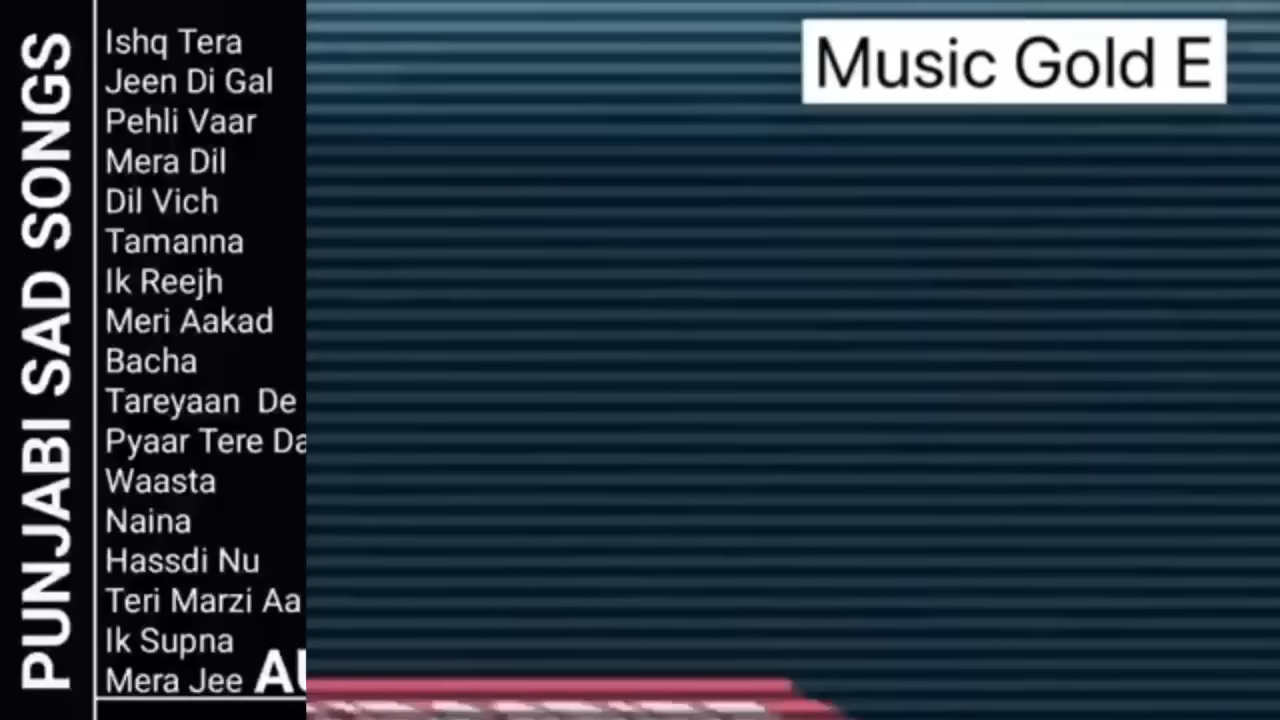 PUNJABI SAD SONGS
Ishq Tera
Jeen Di Gal
Pehli Vaar
Mera Dil
Dil Vich
Tamanna
Ik Reejh
Meri Aakad
Bacha
Tareyaan De
Pyaar Tere Da
Waasta
Naina
Hassdi Nu
Teri Marzi Aa
Ik Supna
Mera Jee
Music Gold E